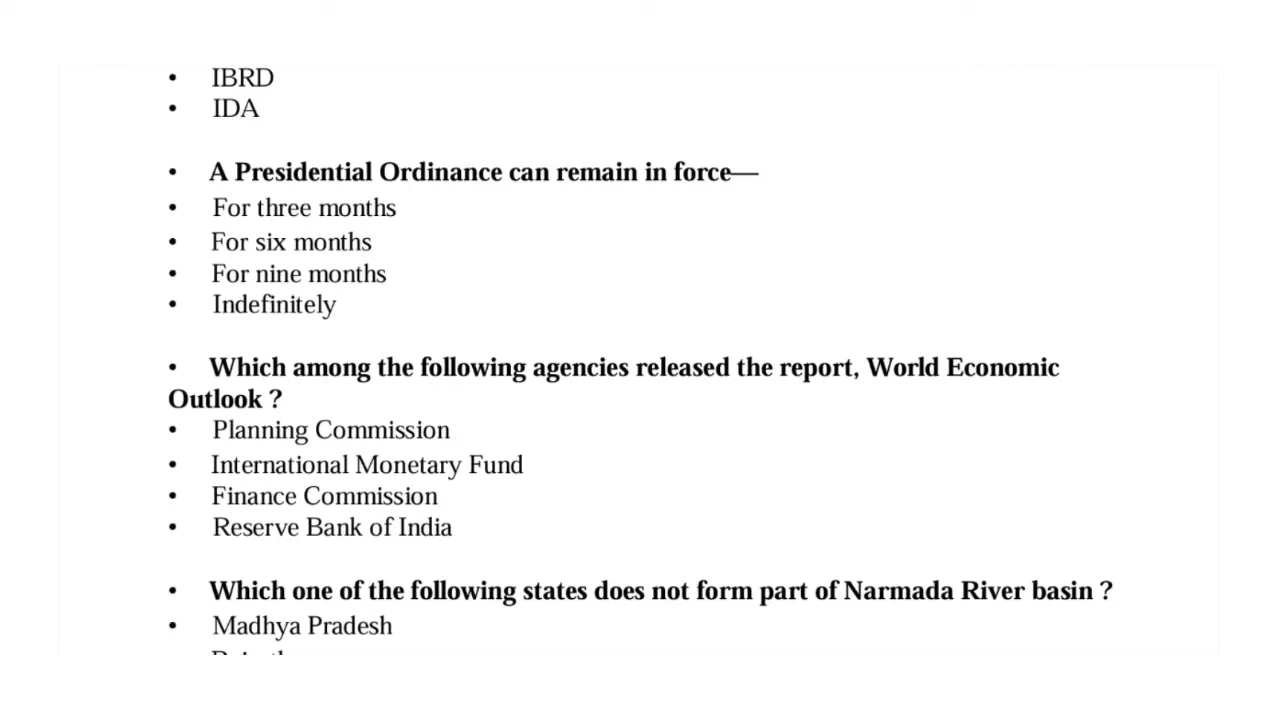 • IBRD
• IDA
• A Presidential Ordinance can remain in force—
• For three months
• For six months
• For nine months
• Indefinitely
• Which among the following agencies released the report, World Economic
Outlook ?
• Planning Commission
• International Monetary Fund
• Finance Commission
• Reserve Bank of India
• Which one of the following states does not form part of Narmada River basin ?
• Madhya Pradesh